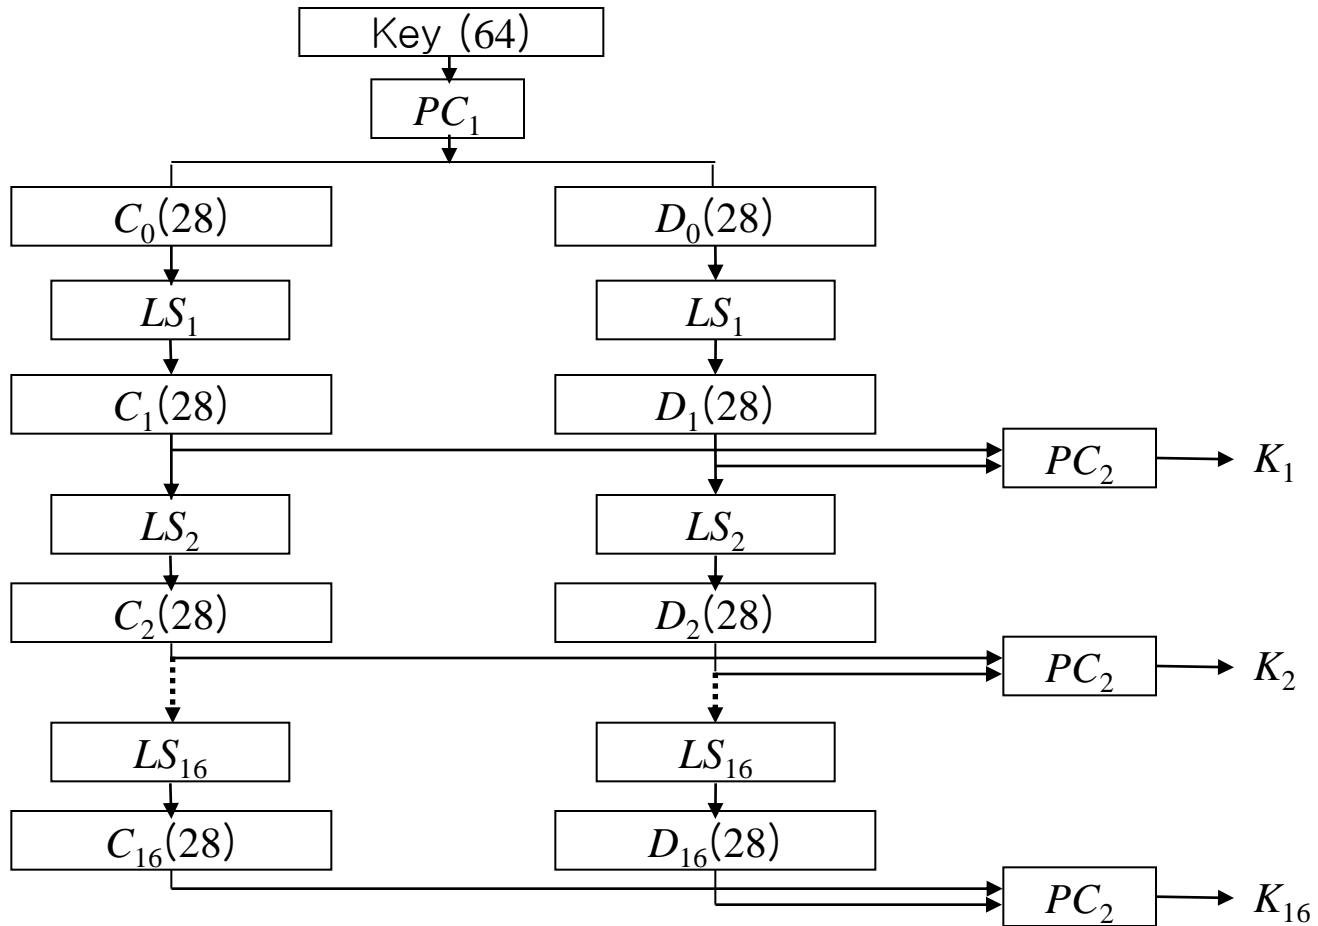 Key (64)
PC₁
C₀(28) D₀(28)
LS₁ LS₁
C₁(28) D₁(28)
PC₂ K₁
LS₂ LS₂
C₂(28) D₂(28)
PC₂ K₂
LS₁₆ LS₁₆
C₁₆(28) D₁₆(28)
PC₂ K₁₆